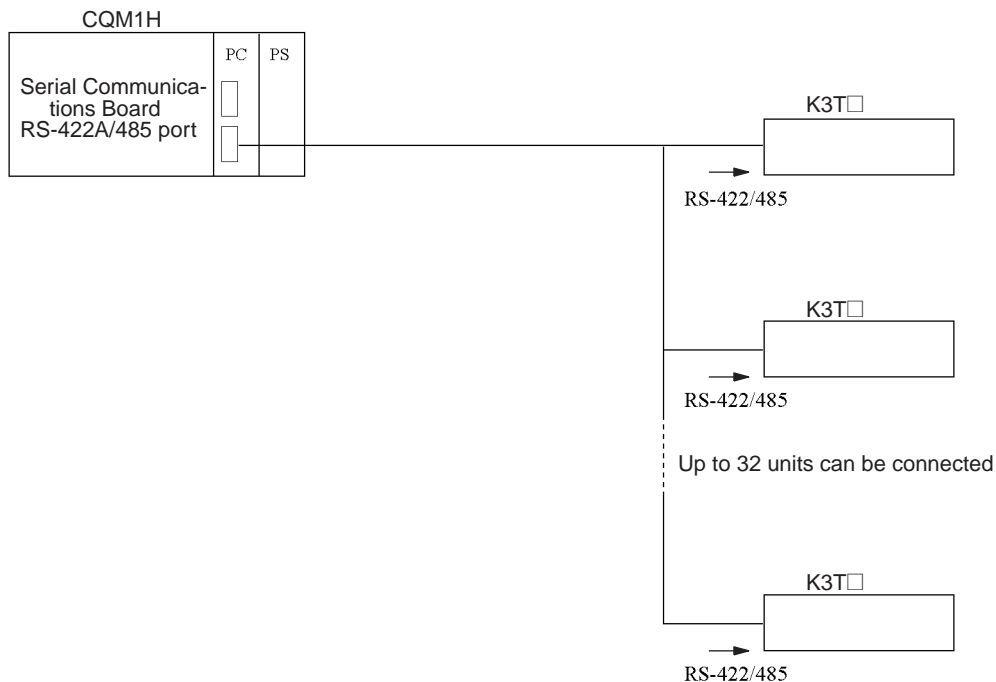 CQM1H
PC PS
Serial Communica-
tions Board
RS-422A/485 port
K3T□
RS-422/485
K3T□
RS-422/485
Up to 32 units can be connected
K3T□
RS-422/485